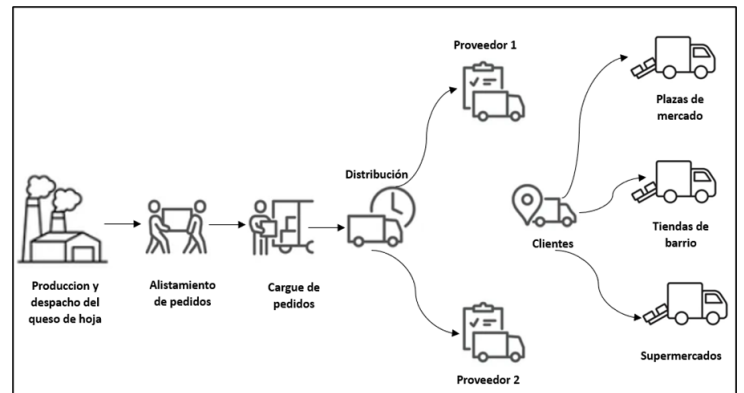 Produccion y
despacho del
queso de hoja
Alistamiento
de pedidos
Cargue de
pedidos
Distribución
Proveedor 1
Proveedor 2
Clientes
Plazas de
mercado
Tiendas de
barrio
Supermercados